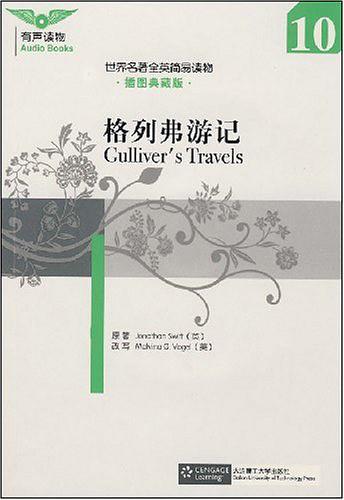 有声读物
Audio Books
10
世界名著全英简易读物
·插图典藏版·
格列弗游记
Gulliver's Travels
原著 Jonathan Swift（英）
改写 Malvina G. Vogel（美）
CENGAGE
Learning
大连理工大学出版社
Dalian University of Technology Press